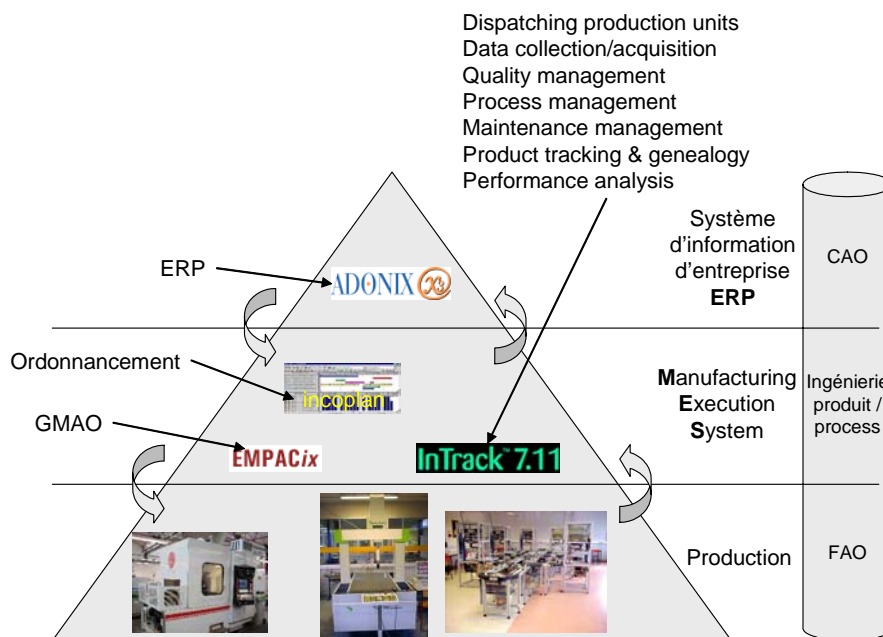 Dispatching production units
Data collection/acquisition
Quality management
Process management
Maintenance management
Product tracking & genealogy
Performance analysis
Système
d'information
d'entreprise
ERP
CAO
ERP
ADONIX X3
Ordonnancement
incoplan
GMAO
EMPACix
InTrack™ 7.11
Manufacturing
Execution
System
Ingénierie
produit /
process
Production
FAO